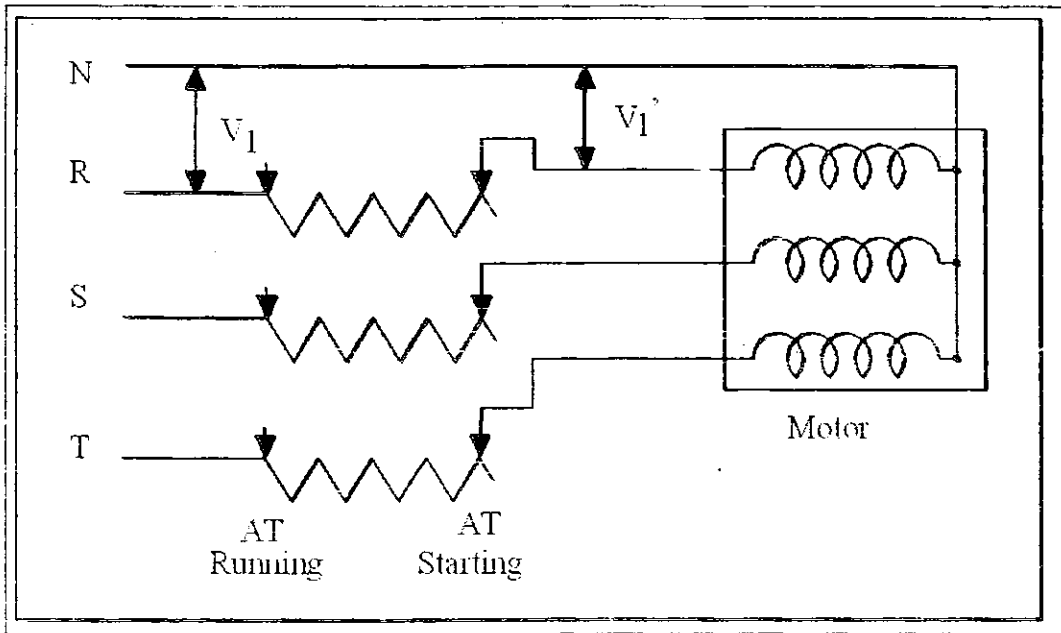 N
V1
V1'
R
S
T
Motor
AT
Running
AT
Starting